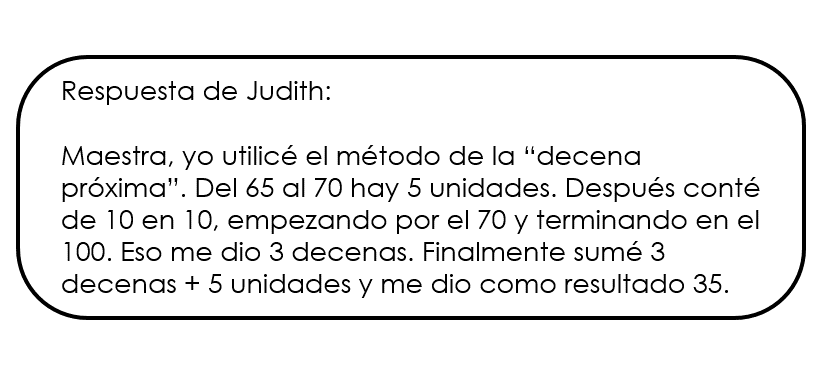 Respuesta de Judith:
Maestra, yo utilicé el método de la “decena
próxima”. Del 65 al 70 hay 5 unidades. Después conté
de 10 en 10, empezando por el 70 y terminando en el
100. Eso me dio 3 decenas. Finalmente sumé 3
decenas + 5 unidades y me dio como resultado 35.